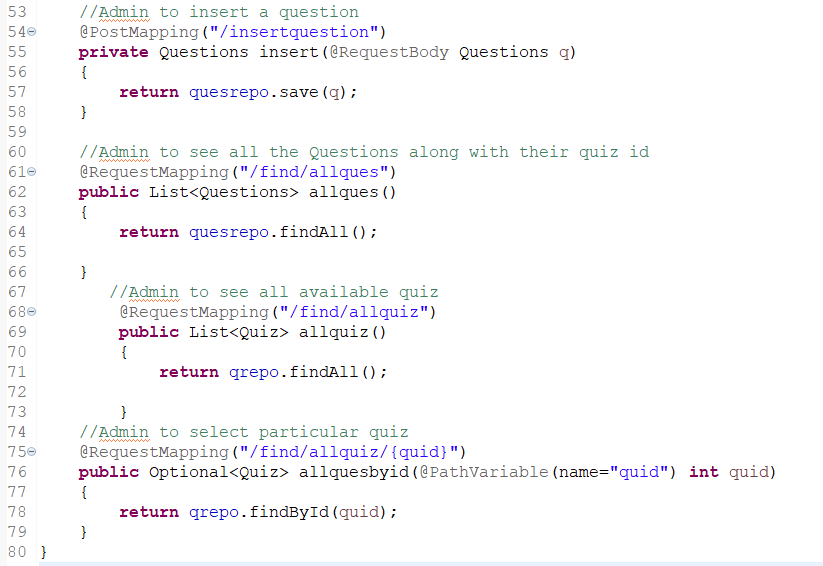 53 //Admin to insert a question
54 @PostMapping("/insertquestion")
55 private Questions insert(@RequestBody Questions q)
56 {
57 return quesrepo.save(q);
58 }
59
60 //Admin to see all the Questions along with their quiz id
61 @RequestMapping("/find/allques")
62 public List<Questions> allques()
63 {
64 return quesrepo.findAll();
65
66 }
67 //Admin to see all available quiz
68 @RequestMapping("/find/allquiz")
69 public List<Quiz> allquiz()
70 {
71 return qrepo.findAll();
72
73 }
74 //Admin to select particular quiz
75 @RequestMapping("/find/allquiz/{quid}")
76 public Optional<Quiz> allquesbyid(@PathVariable(name="quid") int quid)
77 {
78 return qrepo.findById(quid);
79 }
80 }